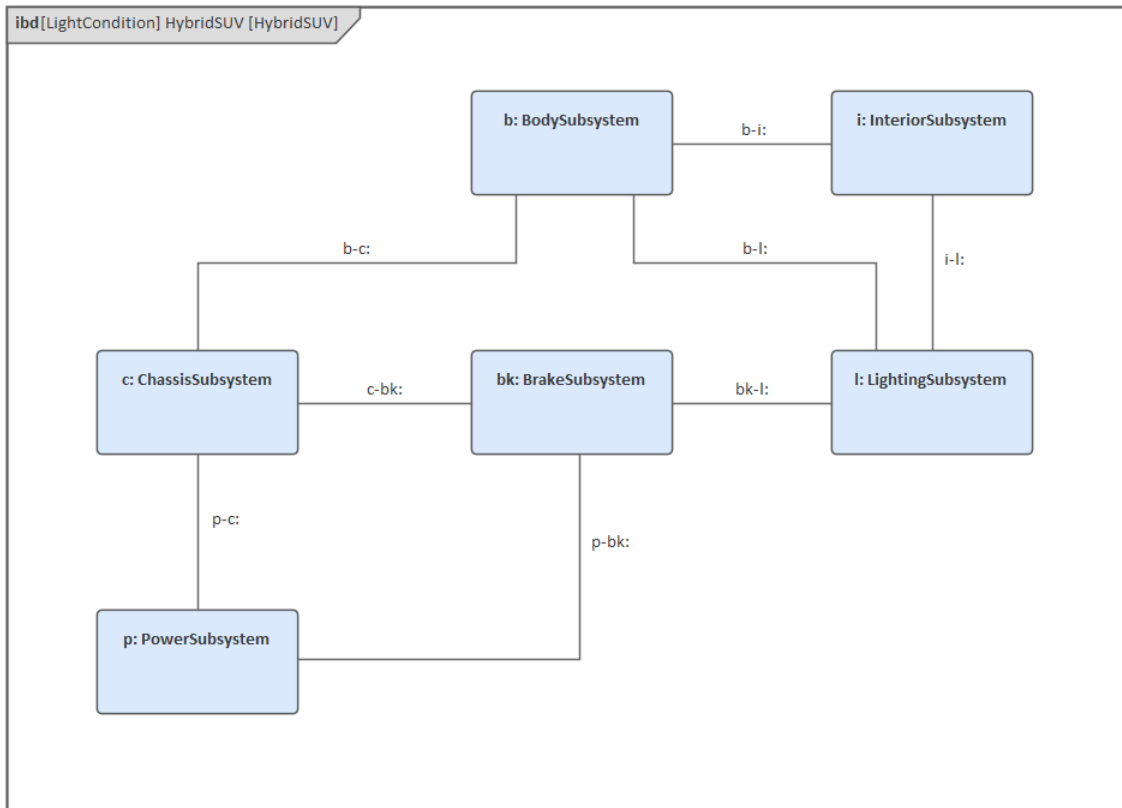 ibd[LightCondition] HybridSUV [HybridSUV]
b: BodySubsystem
b-i:
i: InteriorSubsystem
b-c:
b-l:
i-l:
c: ChassisSubsystem
c-bk:
bk: BrakeSubsystem
bk-l:
l: LightingSubsystem
p-c:
p-bk:
p: PowerSubsystem